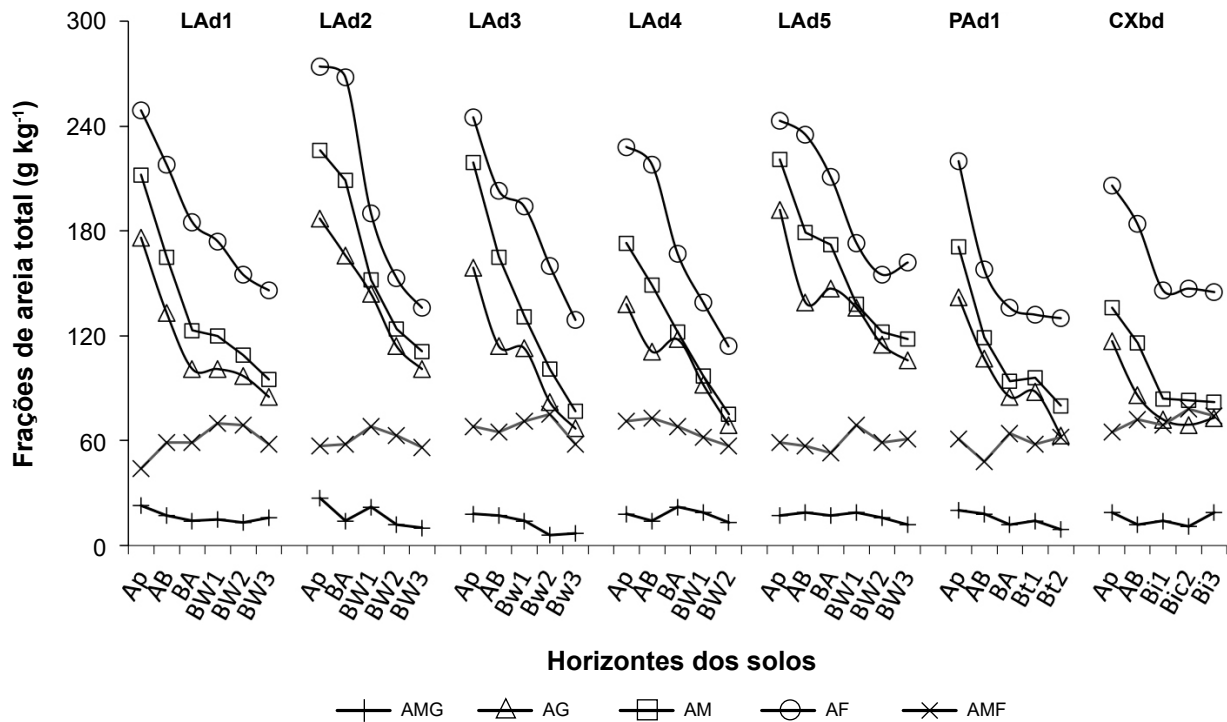 LAd1 LAd2 LAd3 LAd4 LAd5 PAd1 CXbd
Frações de areia total (g kg⁻¹)
300
240
180
120
60
0
Ap AB BA BW1 BW2 BW3 Ap BA BW1 BW2 BW3 Ap AB Bw1 Bw2 Bw3 Ap AB BA BW1 BW2 Ap AB BA BW1 BW2 BW3 Ap AB BA Bt1 Bt2 Ap AB Bi1 Bic2 Bi3
Horizontes dos solos
AMG AG AM AF AMF